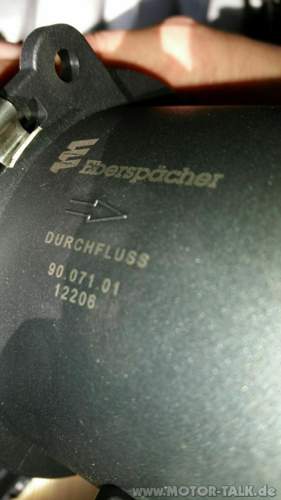 Eberspächer
DURCHFLUSS
90.071.01
12206
www.MOTOR-TALK.de